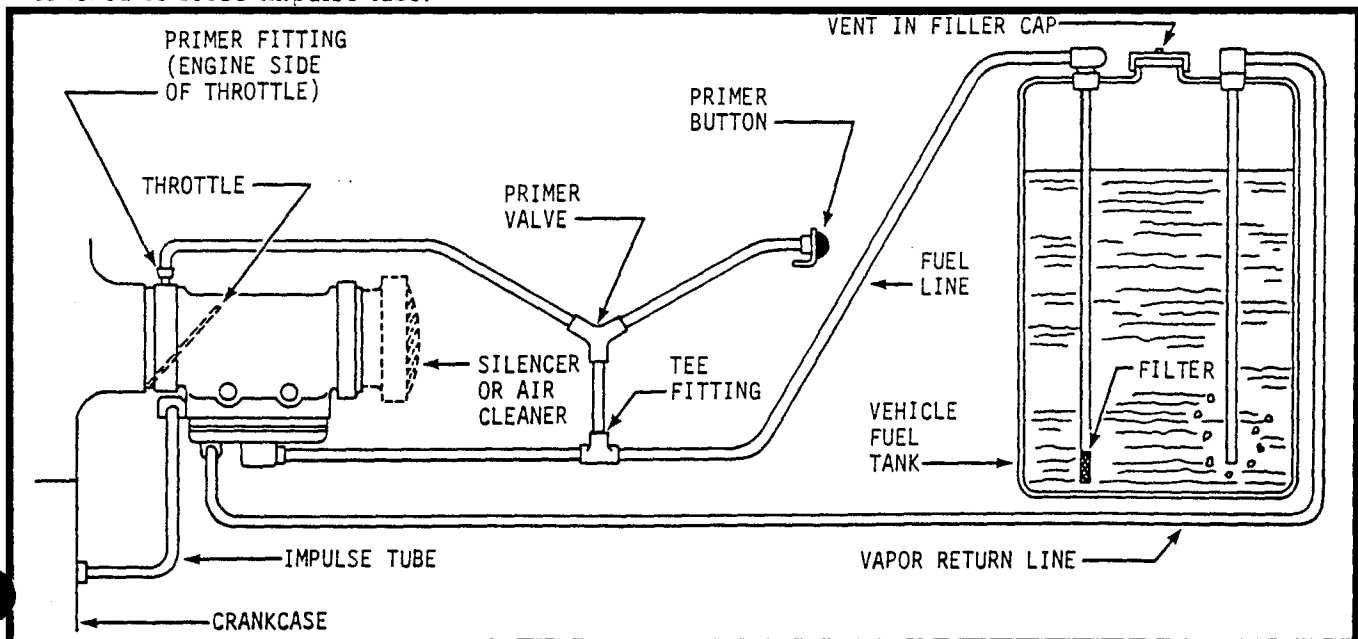 PRIMER FITTING
(ENGINE SIDE
OF THROTTLE)
VENT IN FILLER CAP
PRIMER
BUTTON
THROTTLE
PRIMER
VALVE
FUEL
LINE
SILENCER
OR AIR
CLEANER
TEE
FITTING
FILTER
VEHICLE
FUEL
TANK
IMPULSE TUBE
VAPOR RETURN LINE
CRANKCASE